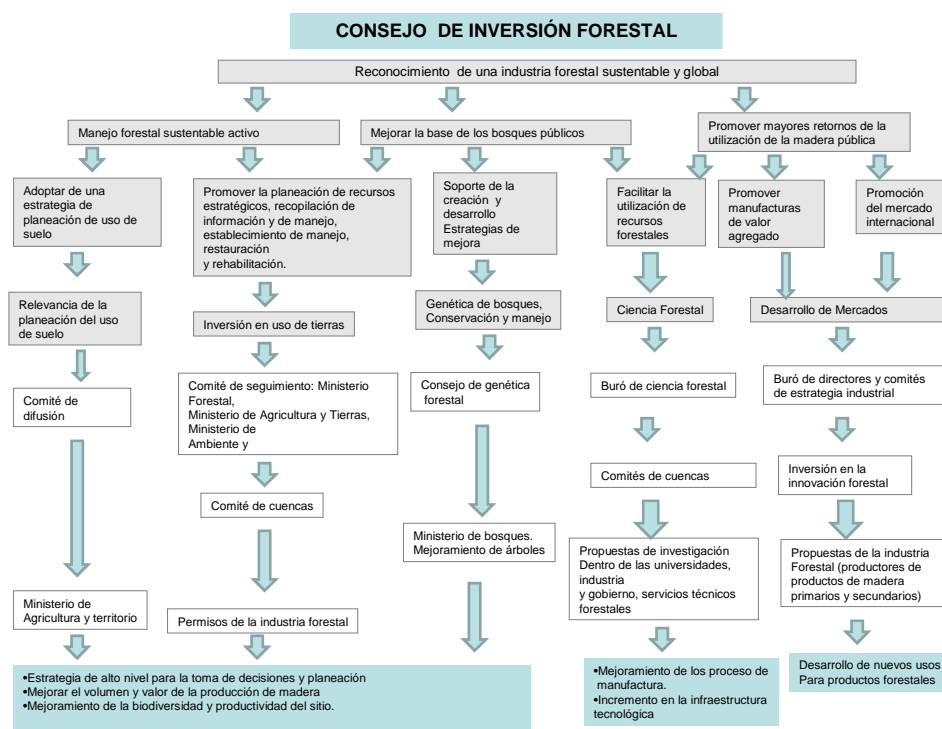 CONSEJO DE INVERSIÓN FORESTAL
Reconocimiento de una industria forestal sustentable y global
Manejo forestal sustentable activo
Mejorar la base de los bosques públicos
Promover mayores retornos de la
utilización de la madera pública
Adoptar de una
estrategia de
planeación de uso de
suelo
Promover la planeación de recursos
estratégicos, recopilación de
información y de manejo,
establecimiento de manejo,
restauración
y rehabilitación.
Soporte de la
creación y
desarrollo
Estrategias de
mejora
Facilitar la
utilización de
recursos
forestales
Promover
manufacturas
de valor
agregado
Promoción
del mercado
internacional
Relevancia de la
planeación del uso
de suelo
Inversión en uso de tierras
Genética de bosques,
Conservación y manejo
Ciencia Forestal
Desarrollo de Mercados
Comité de
difusión
Comité de seguimiento: Ministerio
Forestal,
Ministerio de Agricultura y Tierras,
Ministerio de
Ambiente y
Consejo de genética
forestal
Buró de ciencia forestal
Buró de directores y comités
de estrategia industrial
Comité de cuencas
Comités de cuencas
Inversión en la
innovación forestal
Ministerio de bosques.
Mejoramiento de árboles
Propuestas de investigación
Dentro de las universidades,
industria
y gobierno, servicios técnicos
forestales
Propuestas de la industria
Forestal (productores de
productos de madera
primarios y secundarios)
Ministerio de
Agricultura y territorio
Permisos de la industria forestal
•Estrategia de alto nivel para la toma de decisiones y planeación
•Mejorar el volumen y valor de la producción de madera
•Mejoramiento de la biodiversidad y productividad del sitio.
•Mejoramiento de los proceso de
manufactura.
•Incremento en la infraestructura
tecnológica
Desarrollo de nuevos usos
Para productos forestales